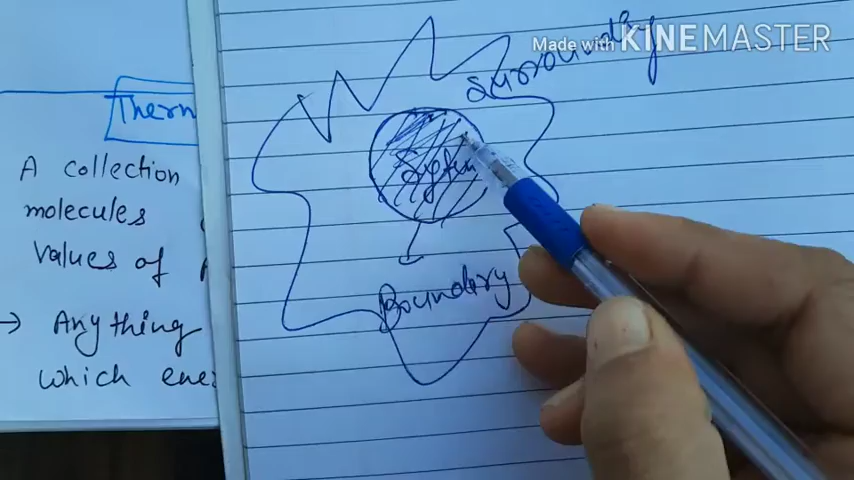 Made with KINEMASTER
Surrounding
System
Boundary
Therm
A collection
molecules
values of
→ Anything
which ene